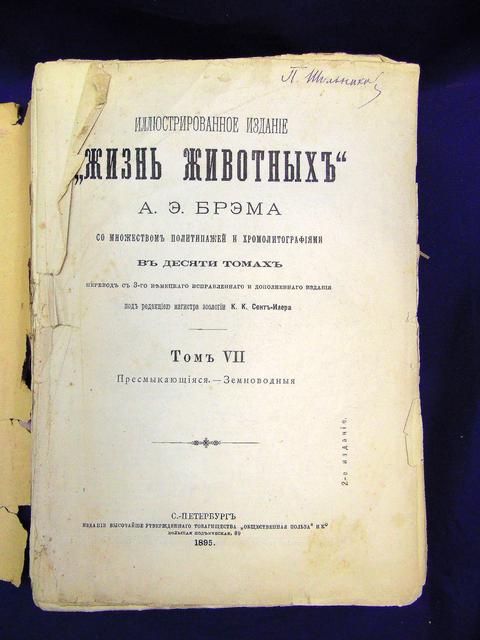 П. Школьников
ИЛЛЮСТРИРОВАННОЕ ИЗДАНІЕ
„ЖИЗНЬ ЖИВОТНЫХЪ“
А. Э. БРЭМА
СО МНОЖЕСТВОМЪ ПОЛИТИПАЖЕЙ И ХРОМОЛИТОГРАФІЯМИ
ВЪ ДЕСЯТИ ТОМАХЪ
ПЕРЕВОДЪ СЪ 3-ГО НѢМЕЦКАГО ИСПРАВЛЕННАГО И ДОПОЛНЕННАГО ИЗДАНІЯ
ПОДЪ РЕДАКЦІЕЮ МАГИСТРА ЗООЛОГІИ К. К. Сентъ-Илера
Томъ VII
Пресмыкающіяся.—Земноводныя
2-е изданіе.
С.-ПЕТЕРБУРГЪ
ИЗДАНІЕ ВЫСОЧАЙШЕ УТВЕРЖДЕННАГО ТОВАРИЩЕСТВА „ОБЩЕСТВЕННАЯ ПОЛЬЗА“ И Ко
БОЛЬШАЯ ПОДЪЯЧЕСКАЯ, 39
1895.